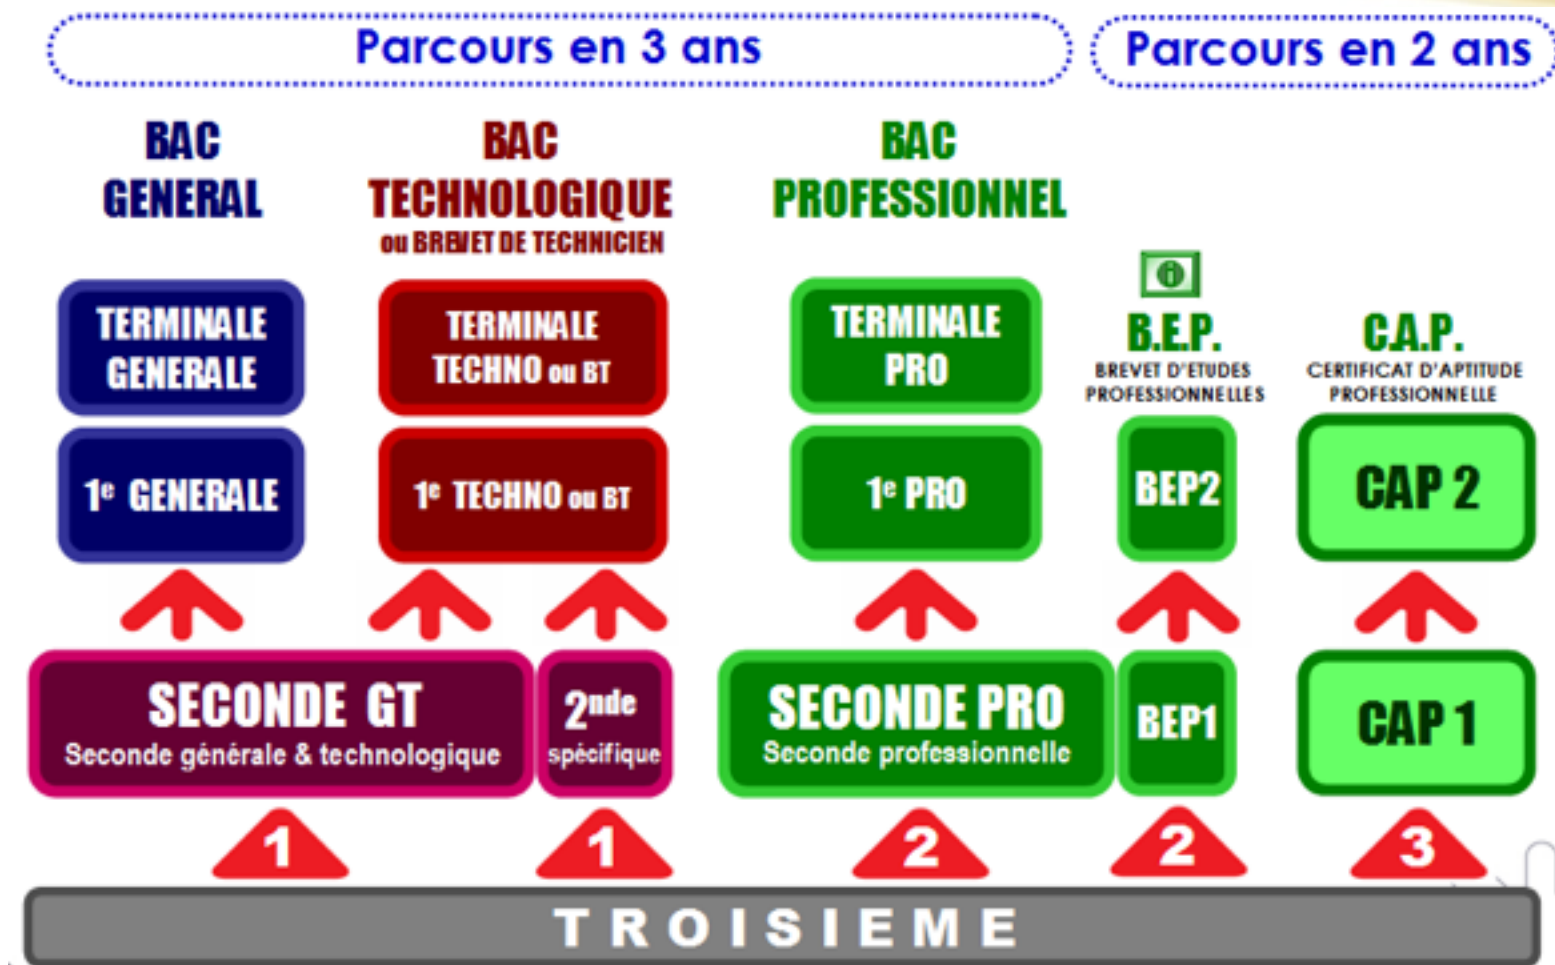 Parcours en 3 ans
Parcours en 2 ans
BAC
GENERAL
BAC
TECHNOLOGIQUE
ou BREVET DE TECHNICIEN
BAC
PROFESSIONNEL
B.E.P.
BREVET D'ETUDES
PROFESSIONNELLES
C.A.P.
CERTIFICAT D'APTITUDE
PROFESSIONNELLE
TERMINALE
GENERALE
TERMINALE
TECHNO ou BT
TERMINALE
PRO
1e GENERALE
1e TECHNO ou BT
1e PRO
BEP2
CAP 2
SECONDE GT
Seconde générale & technologique
2nde
spécifique
SECONDE PRO
Seconde professionnelle
BEP1
CAP 1
1
1
2
2
3
TROISIEME